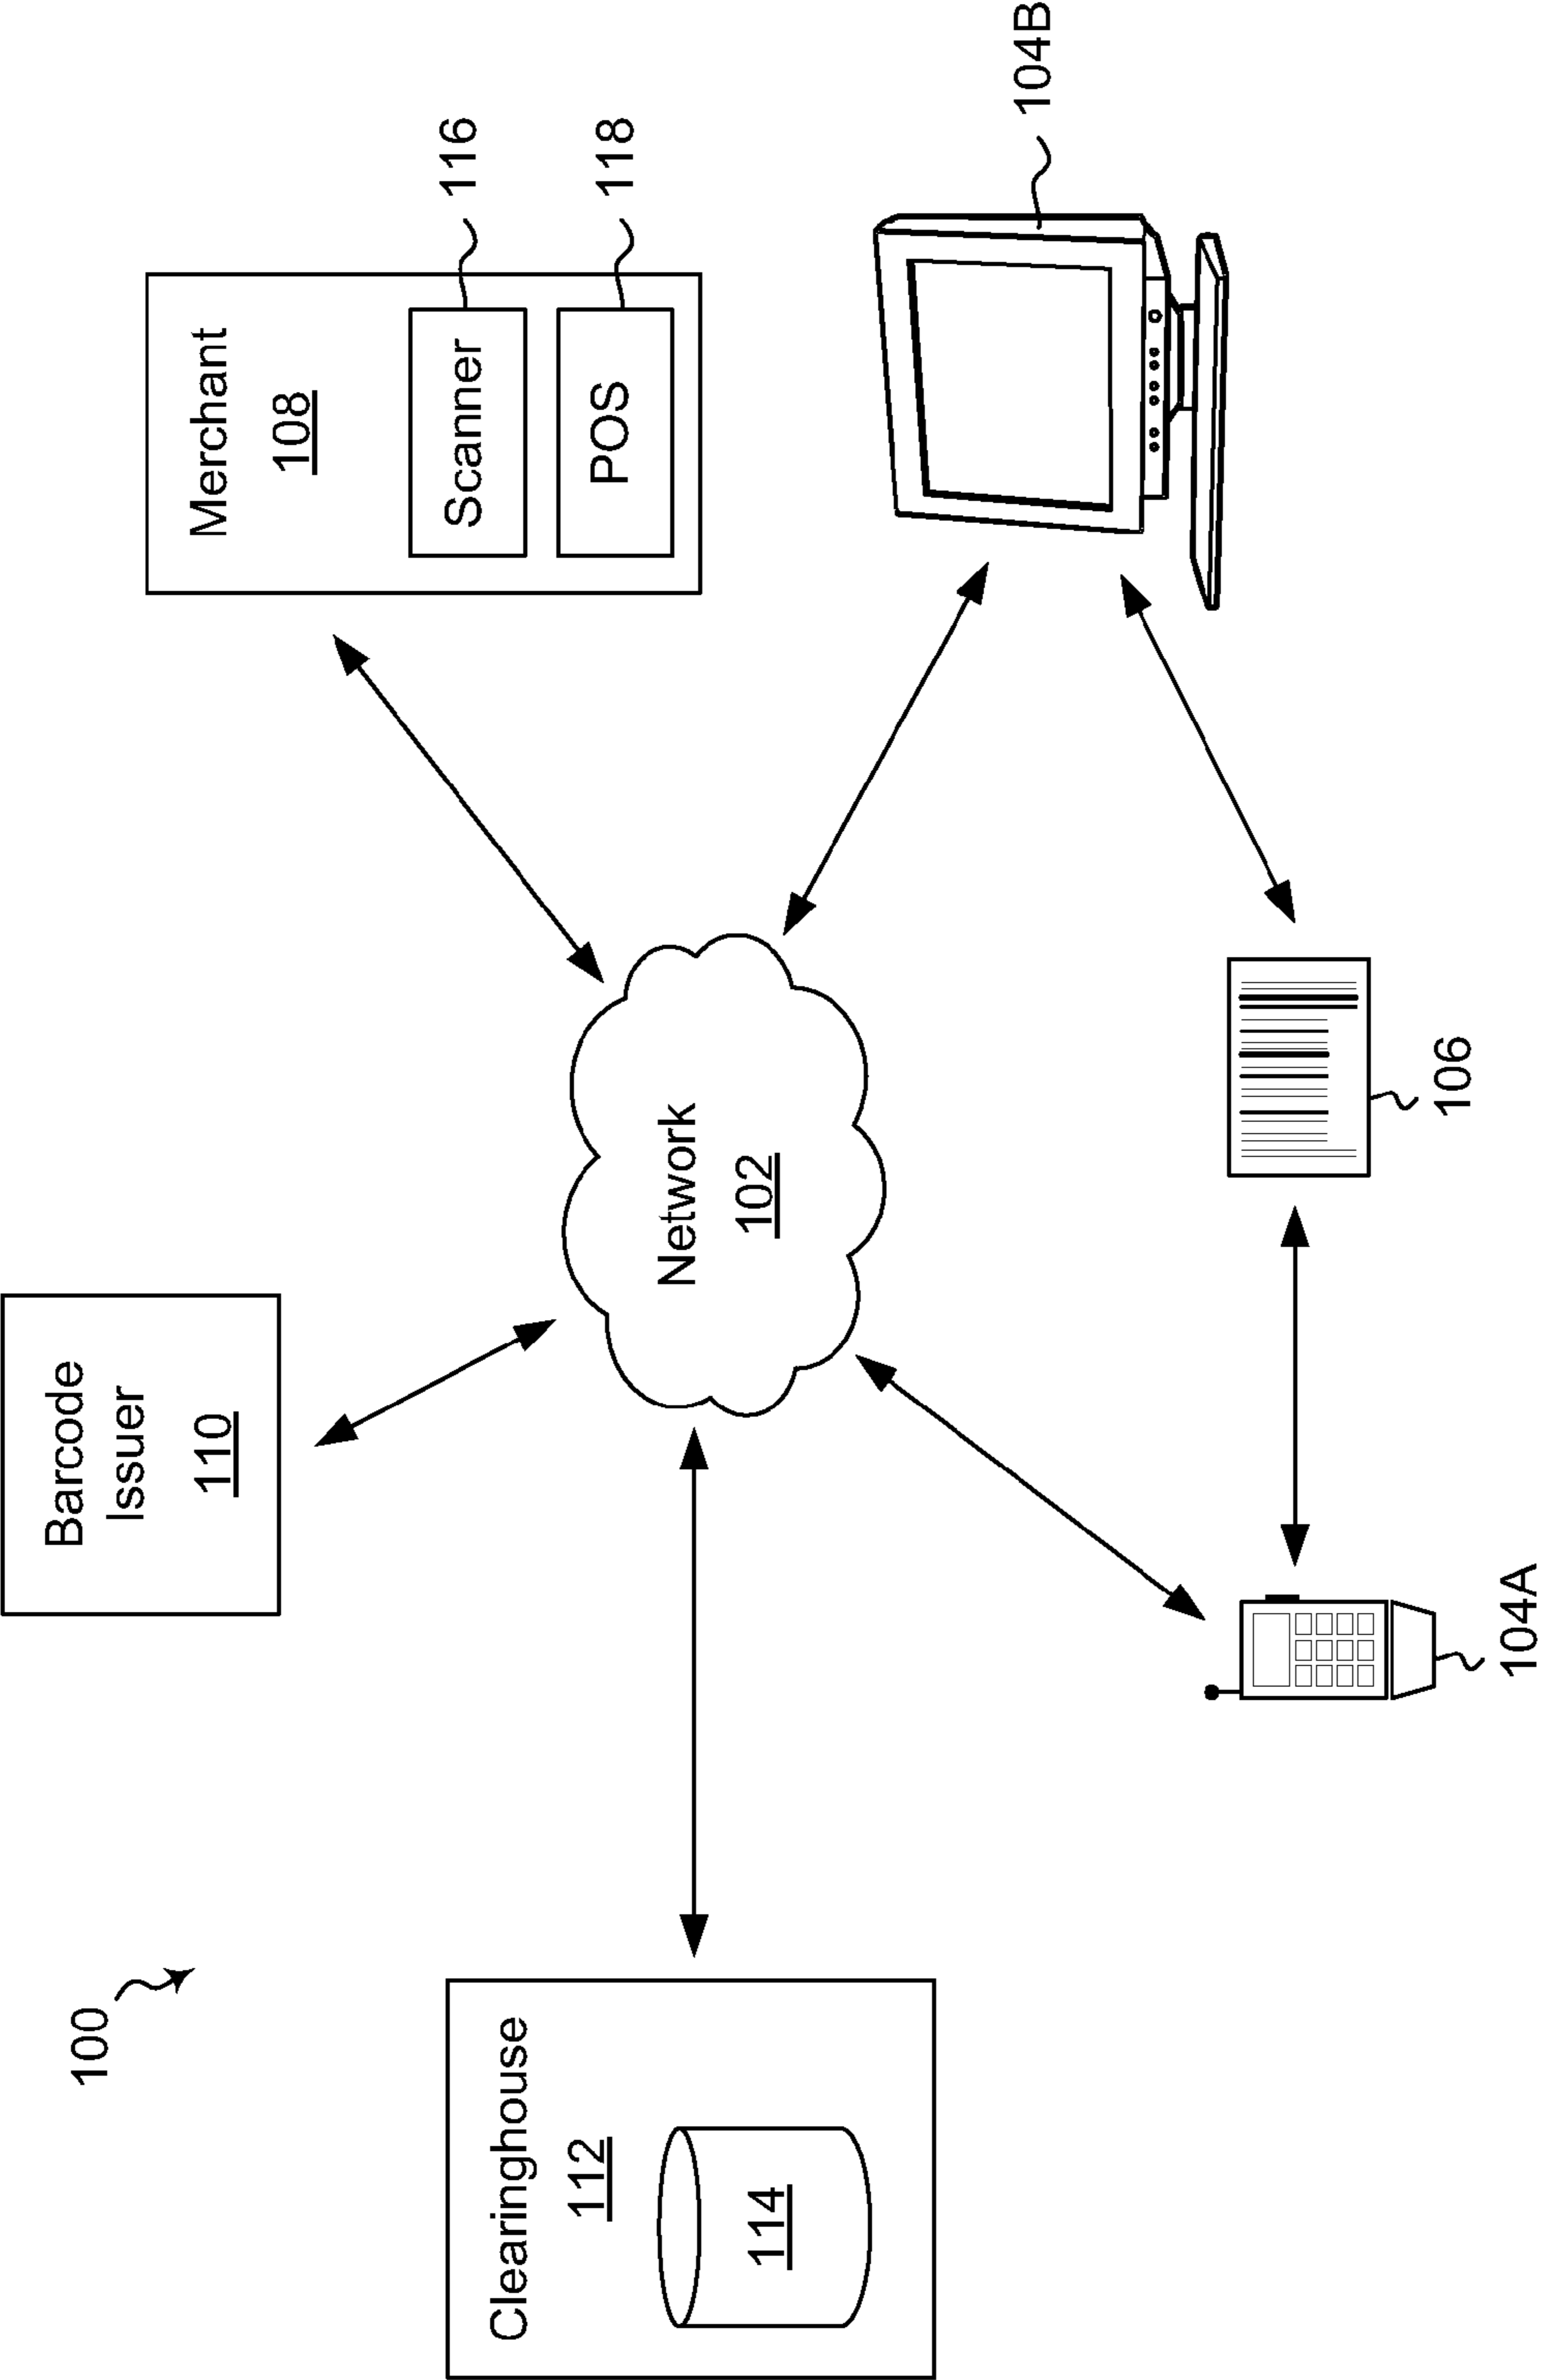 100
Barcode
Issuer
110
Merchant
108
Scanner
116
POS
118
Clearinghouse
112
114
Network
102
104B
106
104A